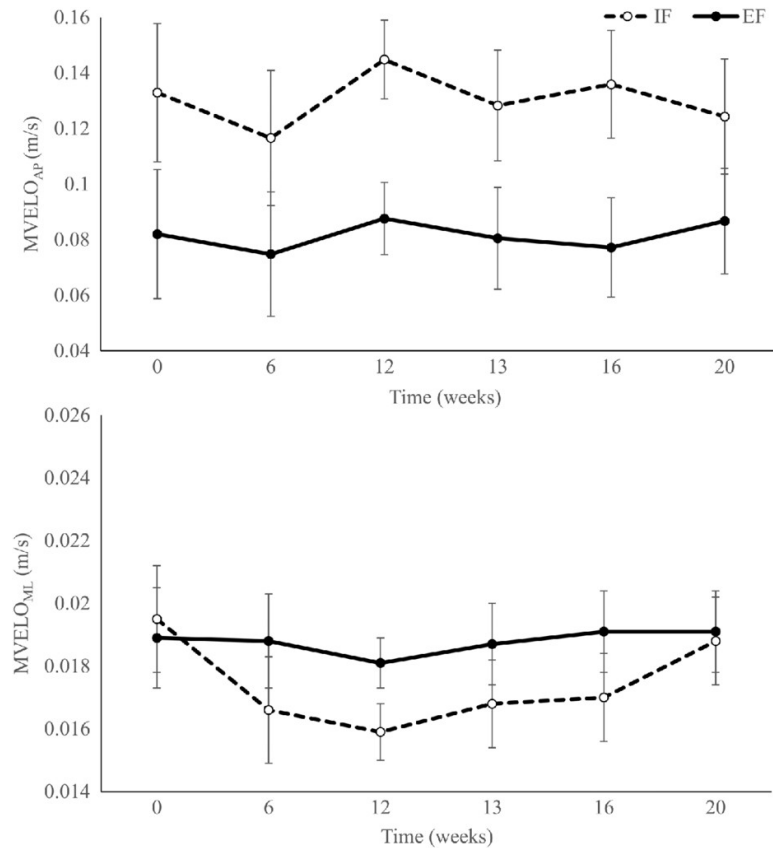 IF EF
0.16
0.14
0.12
0.1
0.08
0.06
0.04
MVELOAP (m/s)
0 6 12 13 16 20
Time (weeks)
0.026
0.024
0.022
0.02
0.018
0.016
0.014
MVELOML (m/s)
0 6 12 13 16 20
Time (weeks)